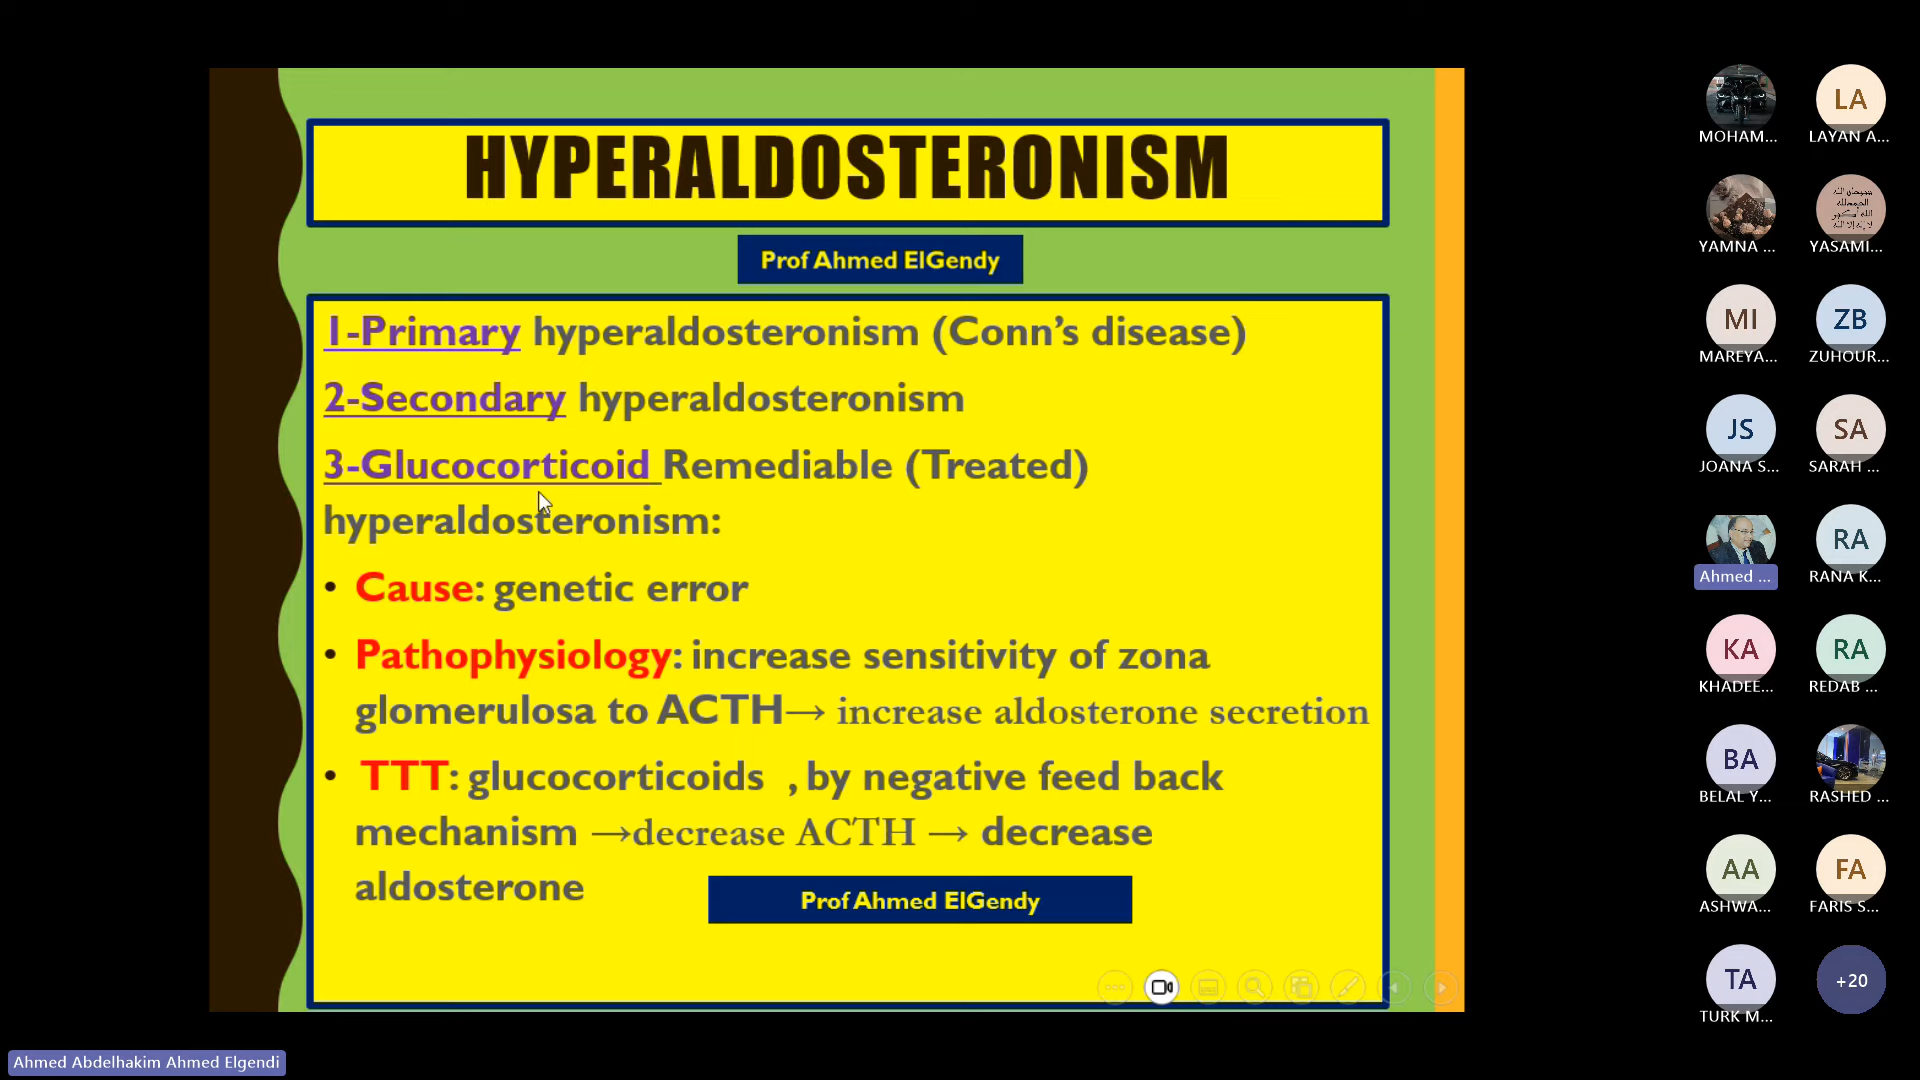 HYPERALDOSTERONISM
Prof Ahmed ElGendy
1-Primary hyperaldosteronism (Conn’s disease)
2-Secondary hyperaldosteronism
3-Glucocorticoid Remediable (Treated)
hyperaldosteronism:
• Cause: genetic error
• Pathophysiology: increase sensitivity of zona
glomerulosa to ACTH→ increase aldosterone secretion
• TTT: glucocorticoids , by negative feed back
mechanism →decrease ACTH → decrease
aldosterone
Prof Ahmed ElGendy
LA
MOHAM... LAYAN A...
YAMNA ... YASAMI...
MI ZB
MAREYA... ZUHOUR...
JS SA
JOANA S... SARAH ...
RA
Ahmed ... RANA K...
KA RA
KHADEE... REDAB ...
BA
BELAL Y... RASHED ...
AA FA
ASHWA... FARIS S...
TA +20
TURK M...
Ahmed Abdelhakim Ahmed Elgendi